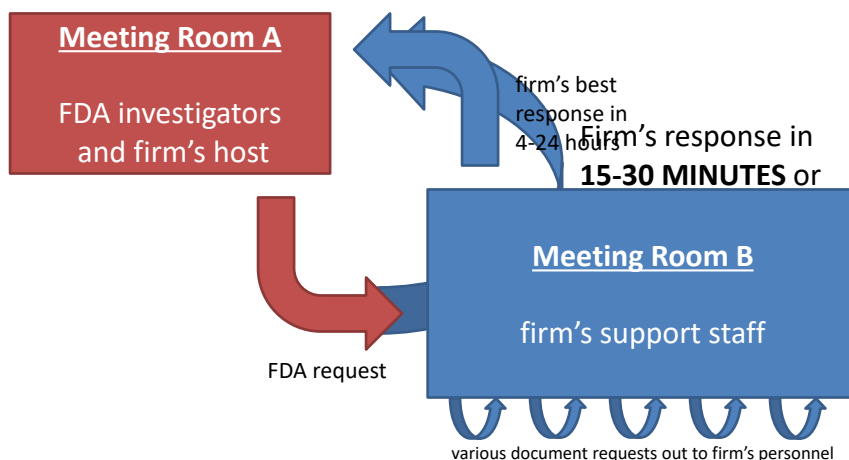 Meeting Room A
FDA investigators
and firm's host
firm's best
response in
4-24 hours
Firm's response in
15-30 MINUTES or
Meeting Room B
firm's support staff
FDA request
various document requests out to firm's personnel